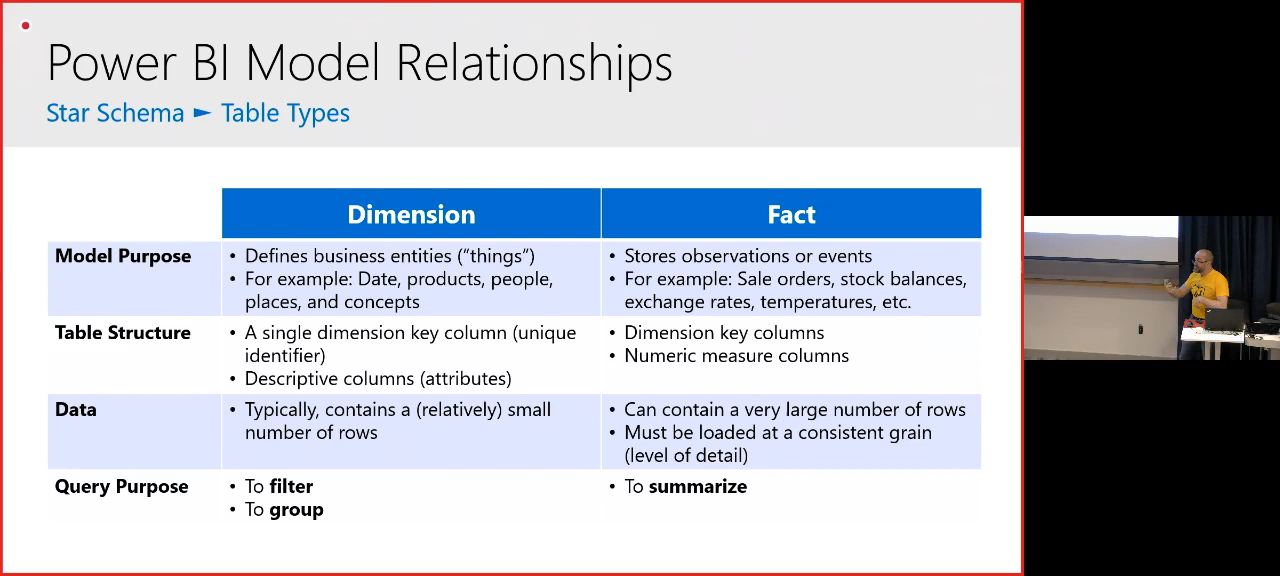 Power BI Model Relationships
Star Schema ► Table Types
Dimension
Fact
Model Purpose
• Defines business entities (“things”)
• For example: Date, products, people,
places, and concepts
• Stores observations or events
• For example: Sale orders, stock balances,
exchange rates, temperatures, etc.
Table Structure
• A single dimension key column (unique
identifier)
• Descriptive columns (attributes)
• Dimension key columns
• Numeric measure columns
Data
• Typically, contains a (relatively) small
number of rows
• Can contain a very large number of rows
• Must be loaded at a consistent grain
(level of detail)
Query Purpose
• To filter
• To group
• To summarize